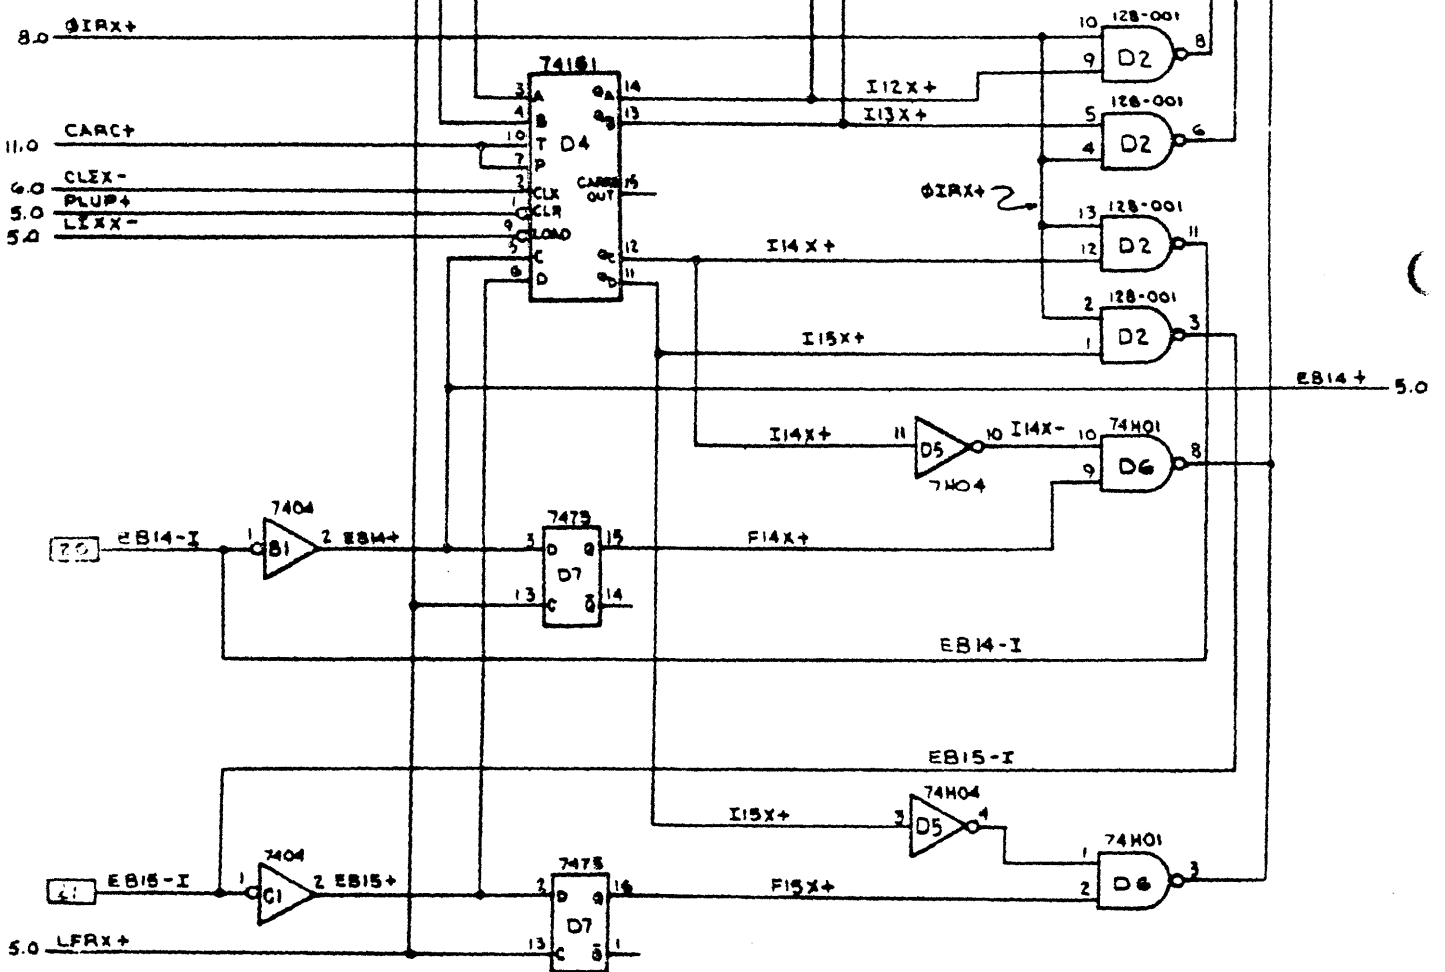 8.0 ØIRX+
128-001
10 9 D2 8
74161
3 A QA 14 I12X+
4 B QB 13 I13X+
128-001
5 4 D2 6
11.0 CARC+
10 T D4
7 P
6.0 CLEX-
2 CLK CARRY OUT 15
5.0 PLUP+
1 CLR
5.0 LIXX-
9 LOAD
ØIRX+
128-001
13 12 D2 11
5 C QC 12 I14X+
6 D QD 11
128-001
2 1 D2 3
I15X+
EB14+ 5.0
I14X+ 11 D5 10 I14X- 10
7H04
74H01
9 D6 8
20 EB14-I 1 B1 2 EB14+
7404
7475
3 D Q 15 F14X+
D7
13 C Q̅ 14
EB14-I
EB15-I
I15X+ 3 D5 4
74H04
74H01
1 2 D6 3
21 EB15-I 1 C1 2 EB15+
7404
7475
2 D Q 16 F15X+
D7
5.0 LFRX+
13 C Q̅ 1